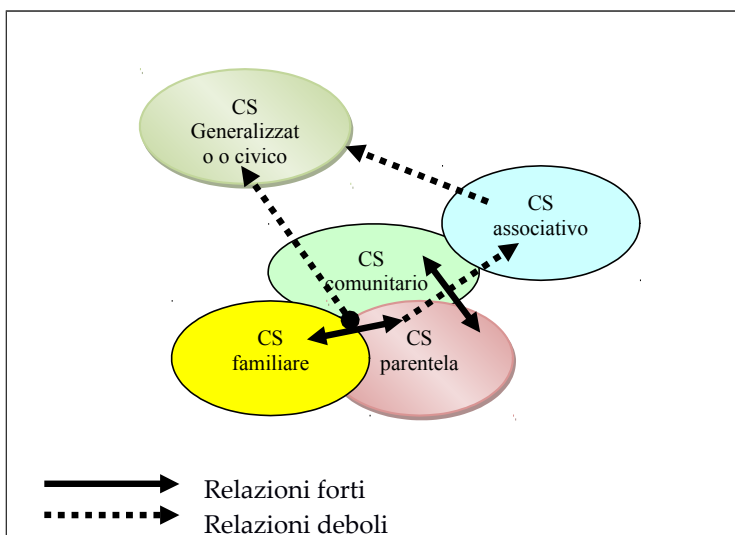 CS
Generalizzat
o o civico
CS
associativo
CS
comunitario
CS
familiare
CS
parentela
Relazioni forti
Relazioni deboli